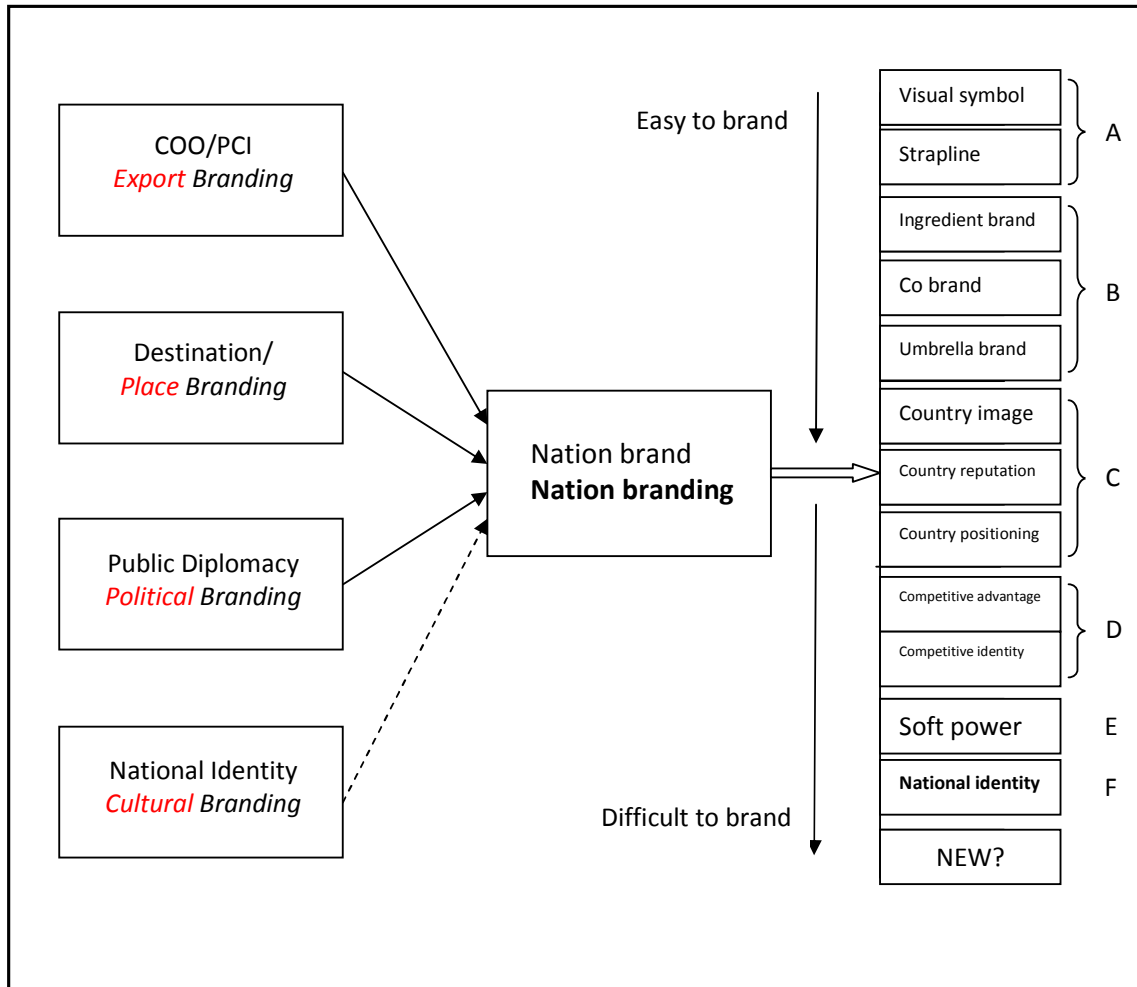 COO/PCI
Export Branding
Destination/
Place Branding
Public Diplomacy
Political Branding
National Identity
Cultural Branding
Nation brand
Nation branding
Easy to brand
Difficult to brand
Visual symbol
Strapline
A
Ingredient brand
Co brand
Umbrella brand
B
Country image
Country reputation
Country positioning
C
Competitive advantage
Competitive identity
D
Soft power
E
National identity
F
NEW?